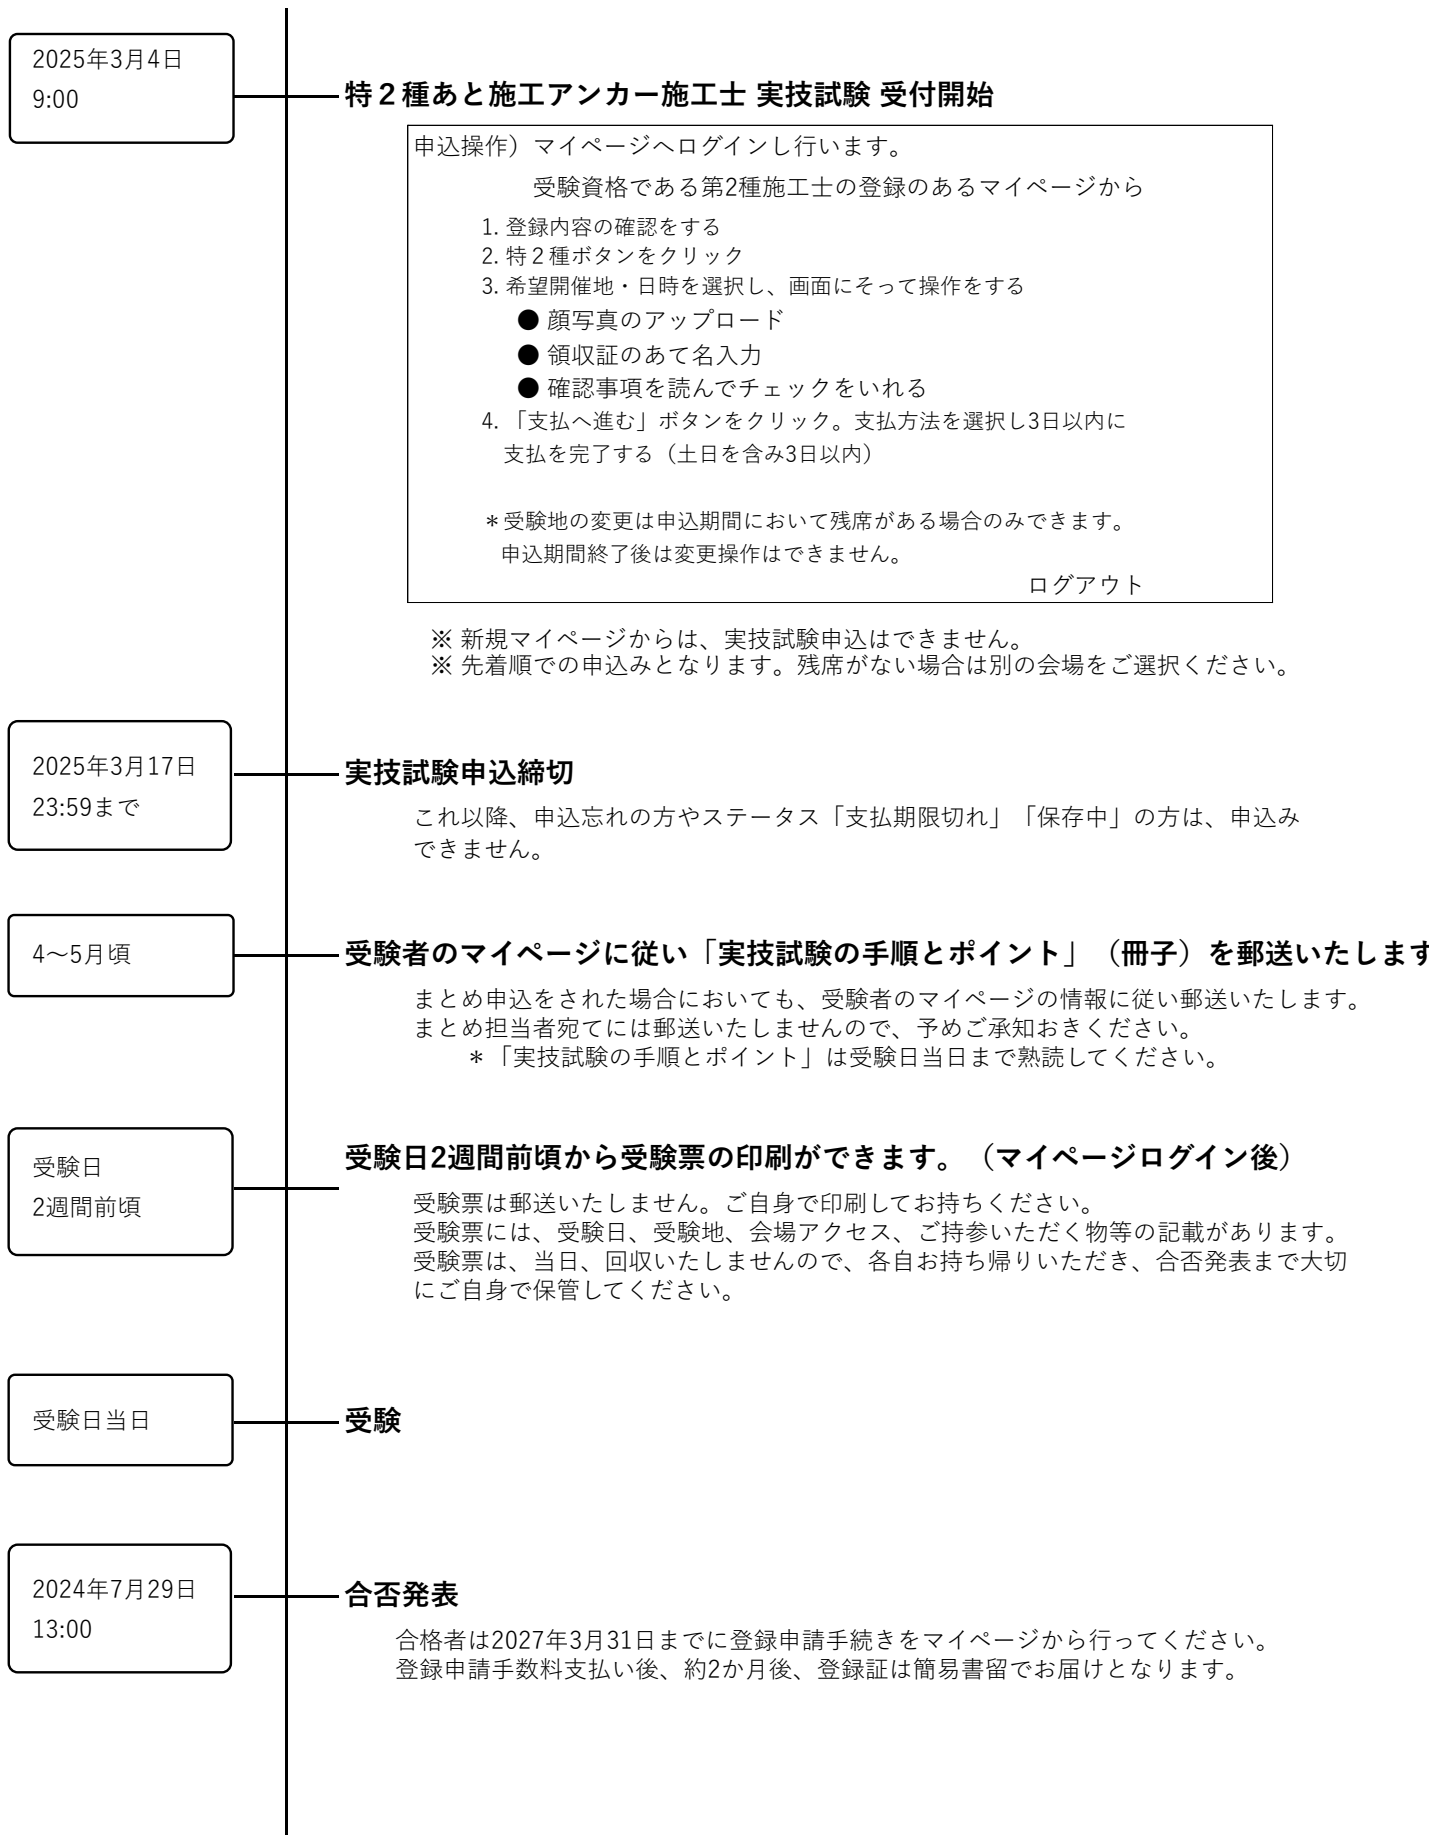 2025年3月4日
9:00
特２種あと施工アンカー施工士 実技試験 受付開始
申込操作）マイページへログインし行います。
受験資格である第2種施工士の登録のあるマイページから
1. 登録内容の確認をする
2. 特２種ボタンをクリック
3. 希望開催地・日時を選択し、画面にそって操作をする
● 顔写真のアップロード
● 領収証のあて名入力
● 確認事項を読んでチェックをいれる
4. 「支払へ進む」ボタンをクリック。支払方法を選択し3日以内に
支払を完了する（土日を含み3日以内）
＊受験地の変更は申込期間において残席がある場合のみできます。
申込期間終了後は変更操作はできません。
ログアウト
※ 新規マイページからは、実技試験申込はできません。
※ 先着順での申込みとなります。残席がない場合は別の会場をご選択ください。
2025年3月17日
23:59まで
実技試験申込締切
これ以降、申込忘れの方やステータス「支払期限切れ」「保存中」の方は、申込み
できません。
4～5月頃
受験者のマイページに従い「実技試験の手順とポイント」（冊子）を郵送いたします
まとめ申込をされた場合においても、受験者のマイページの情報に従い郵送いたします。
まとめ担当者宛てには郵送いたしませんので、予めご承知おきください。
＊「実技試験の手順とポイント」は受験日当日まで熟読してください。
受験日
2週間前頃
受験日2週間前頃から受験票の印刷ができます。（マイページログイン後）
受験票は郵送いたしません。ご自身で印刷してお持ちください。
受験票には、受験日、受験地、会場アクセス、ご持参いただく物等の記載があります。
受験票は、当日、回収いたしませんので、各自お持ち帰りいただき、合否発表まで大切
にご自身で保管してください。
受験日当日
受験
2024年7月29日
13:00
合否発表
合格者は2027年3月31日までに登録申請手続きをマイページから行ってください。
登録申請手数料支払い後、約2か月後、登録証は簡易書留でお届けとなります。